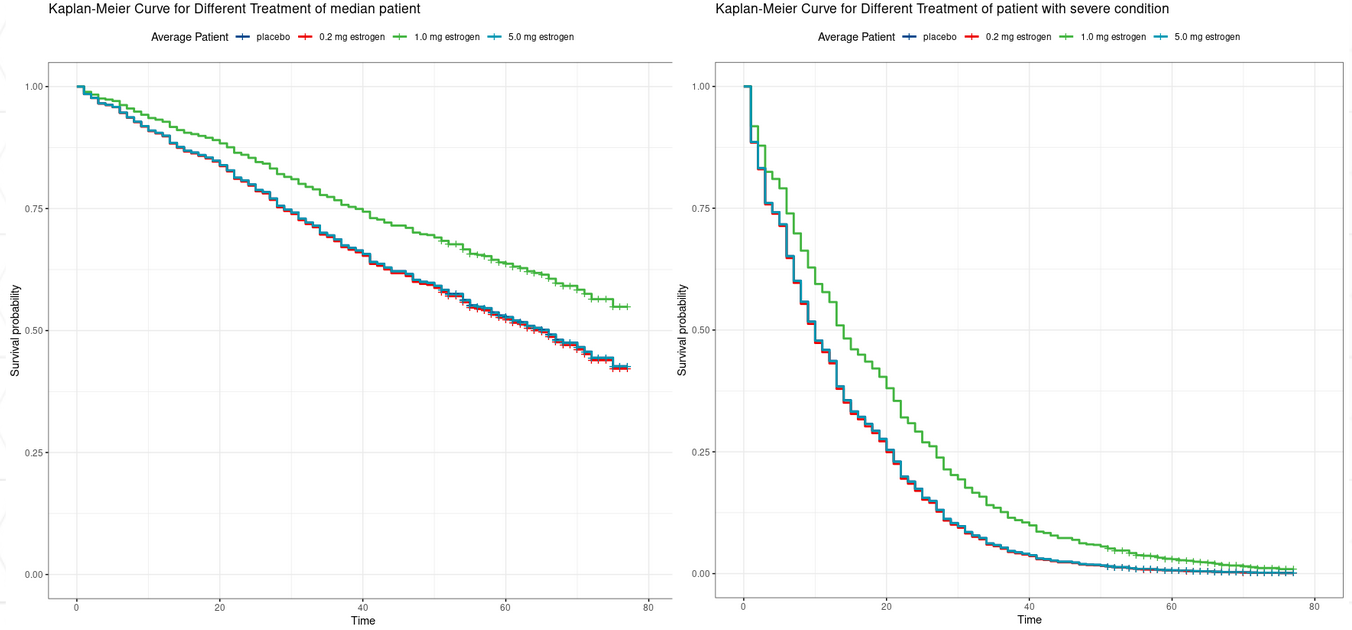 Kaplan-Meier Curve for Different Treatment of median patient
Average Patient placebo 0.2 mg estrogen 1.0 mg estrogen 5.0 mg estrogen
Survival probability
1.00
0.75
0.50
0.25
0.00
0 20 40 60 80
Time
Kaplan-Meier Curve for Different Treatment of patient with severe condition
Average Patient placebo 0.2 mg estrogen 1.0 mg estrogen 5.0 mg estrogen
Survival probability
1.00
0.75
0.50
0.25
0.00
0 20 40 60 80
Time